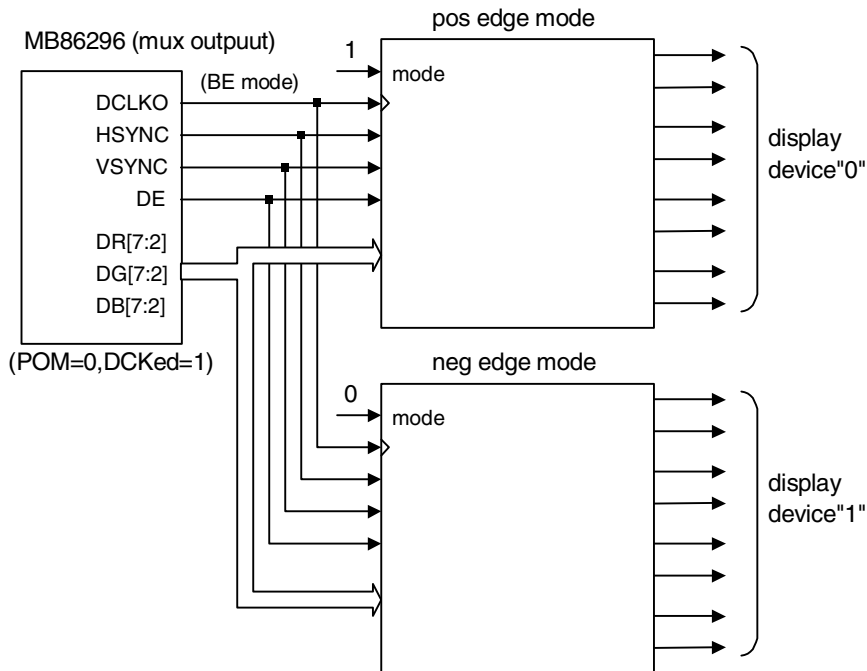 pos edge mode
MB86296 (mux outpuut)
1
mode
(BE mode)
DCLKO
HSYNC
VSYNC
DE
DR[7:2]
DG[7:2]
DB[7:2]
(POM=0,DCKed=1)
display
device"0"
neg edge mode
0
mode
display
device"1"